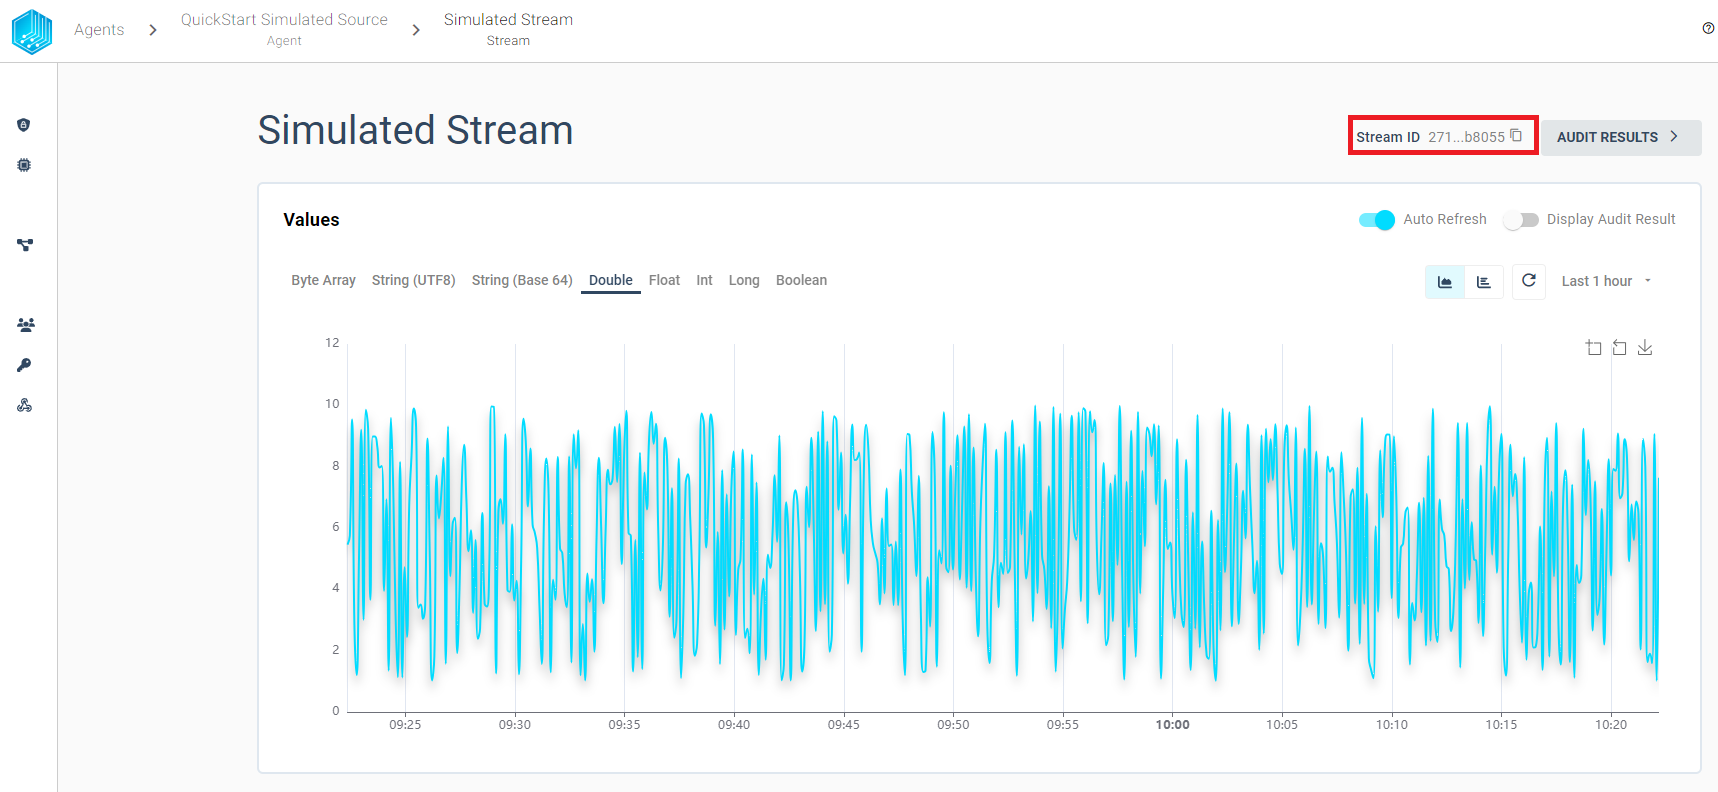 Agents
QuickStart Simulated Source
Agent
Simulated Stream
Stream
Simulated Stream
Stream ID 271...b8055
AUDIT RESULTS
Values
Auto Refresh
Display Audit Result
Byte Array String (UTF8) String (Base 64) Double Float Int Long Boolean
Last 1 hour
12
10
8
6
4
2
0
09:25 09:30 09:35 09:40 09:45 09:50 09:55 10:00 10:05 10:10 10:15 10:20